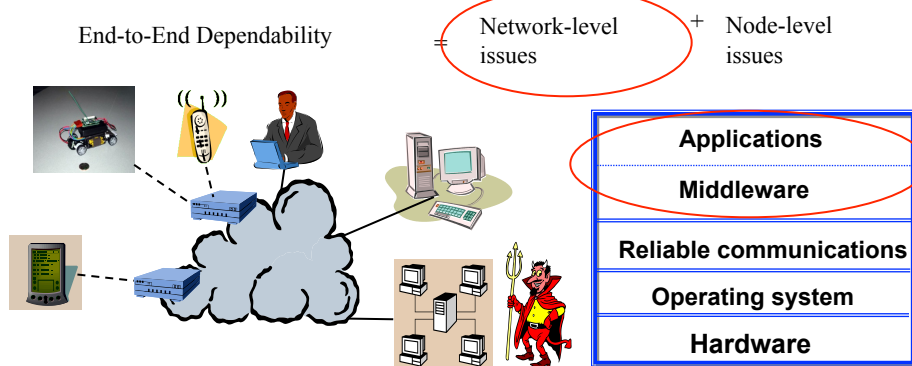 End-to-End Dependability = Network-level + Node-level
issues issues
Applications
Middleware
Reliable communications
Operating system
Hardware